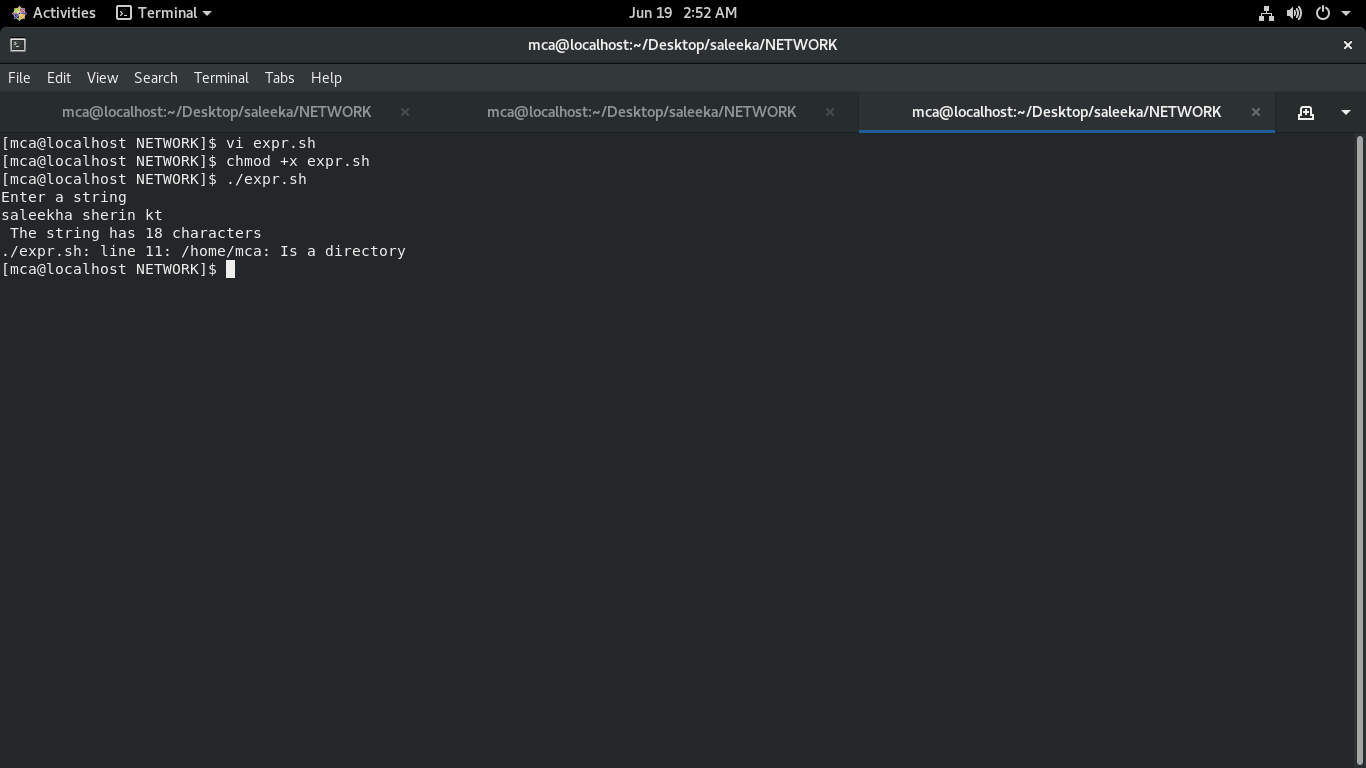 Activities Terminal Jun 19 2:52 AM
mca@localhost:~/Desktop/saleeka/NETWORK
File Edit View Search Terminal Tabs Help
mca@localhost:~/Desktop/saleeka/NETWORK mca@localhost:~/Desktop/saleeka/NETWORK mca@localhost:~/Desktop/saleeka/NETWORK
[mca@localhost NETWORK]$ vi expr.sh
[mca@localhost NETWORK]$ chmod +x expr.sh
[mca@localhost NETWORK]$ ./expr.sh
Enter a string
saleekha sherin kt
 The string has 18 characters
./expr.sh: line 11: /home/mca: Is a directory
[mca@localhost NETWORK]$